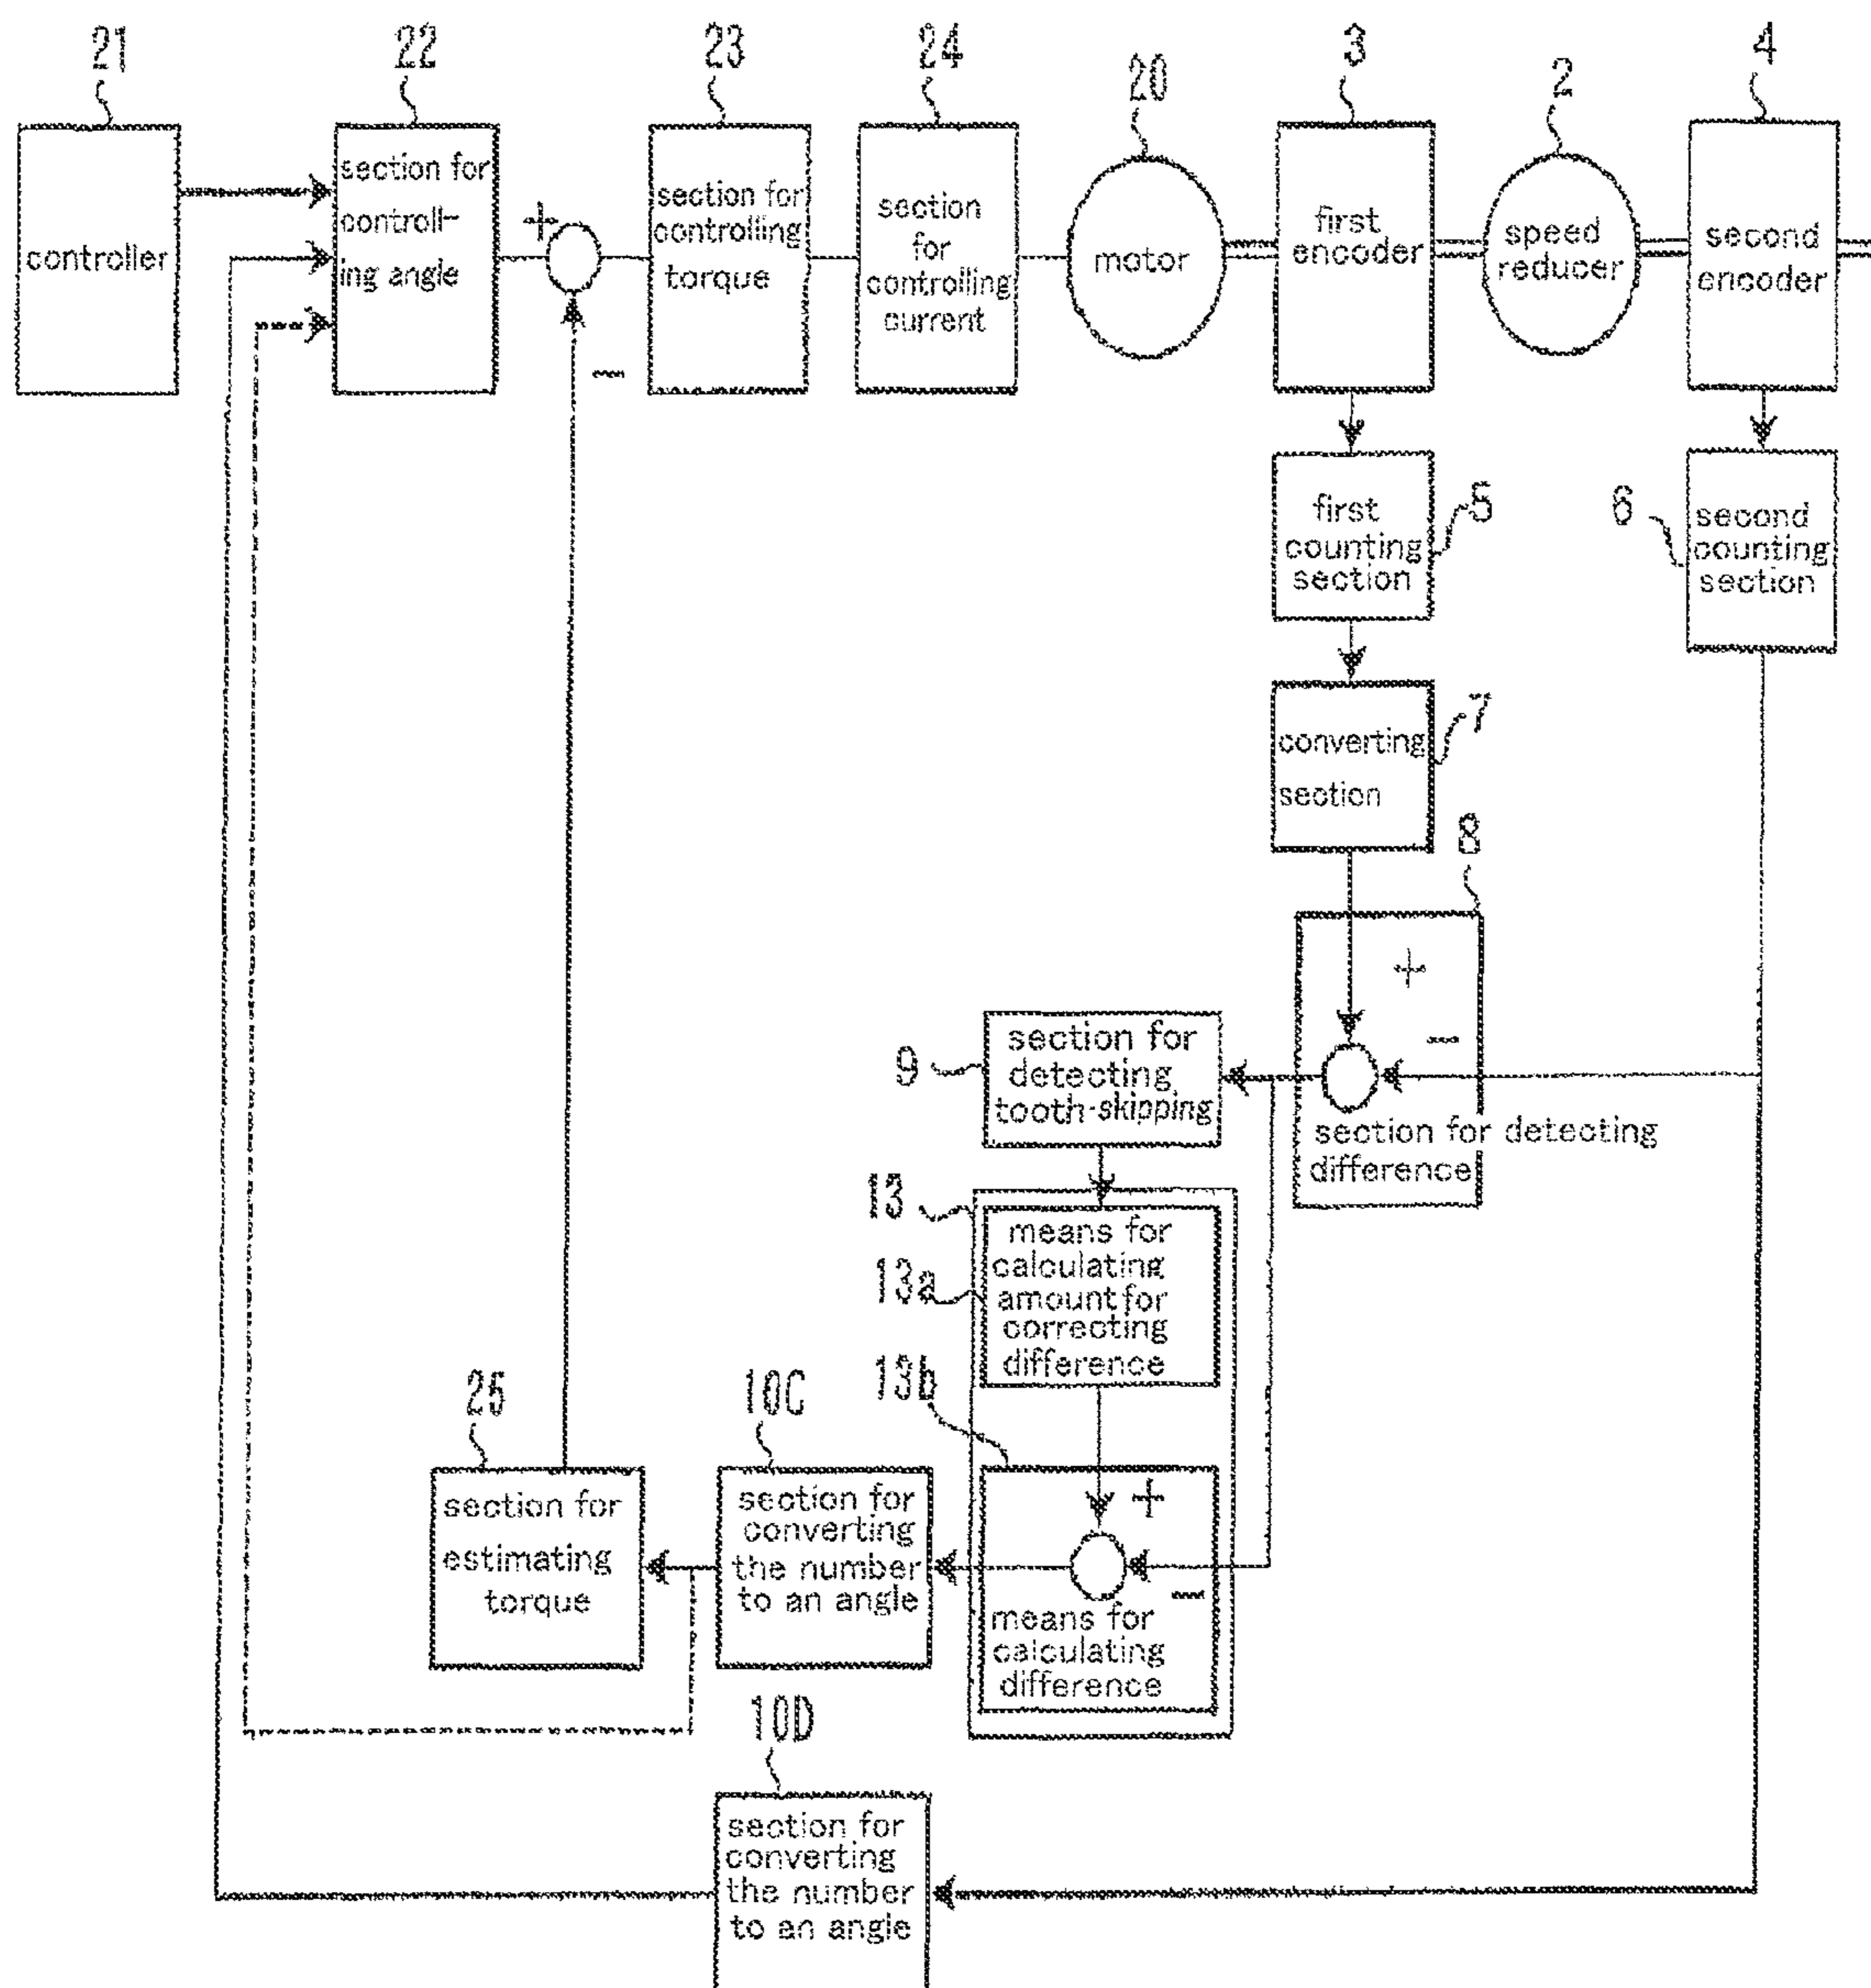 21
22
23
24
20
3
2
4
controller
section for
controll-
ing angle
+
−
section for
controlling
torque
section
for
controlling
current
motor
first
encoder
speed
reducer
second
encoder
first
counting
section
5
6
second
counting
section
converting
section
7
8
+
−
section for detecting
difference
9
section for
detecting
tooth-skipping
13
13a
means for
calculating
amount for
correcting
difference
13b
+
−
means for
calculating
difference
10C
section for
converting
the number
to an angle
25
section for
estimating
torque
10D
section for
converting
the number
to an angle